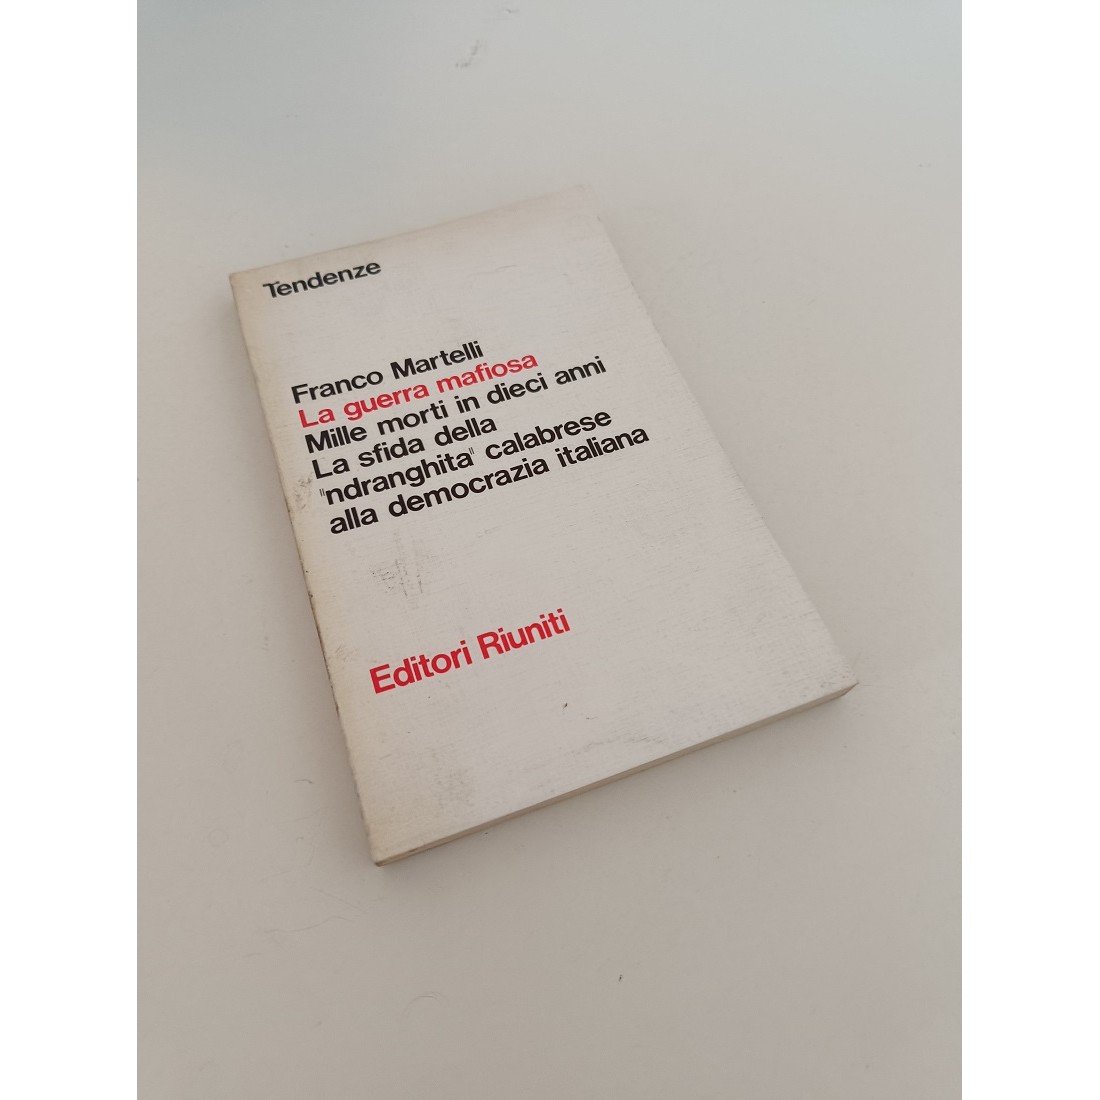 Tendenze
Franco Martelli
La guerra mafiosa
Mille morti in dieci anni
La sfida della
"ndranghita" calabrese
alla democrazia italiana
Editori Riuniti